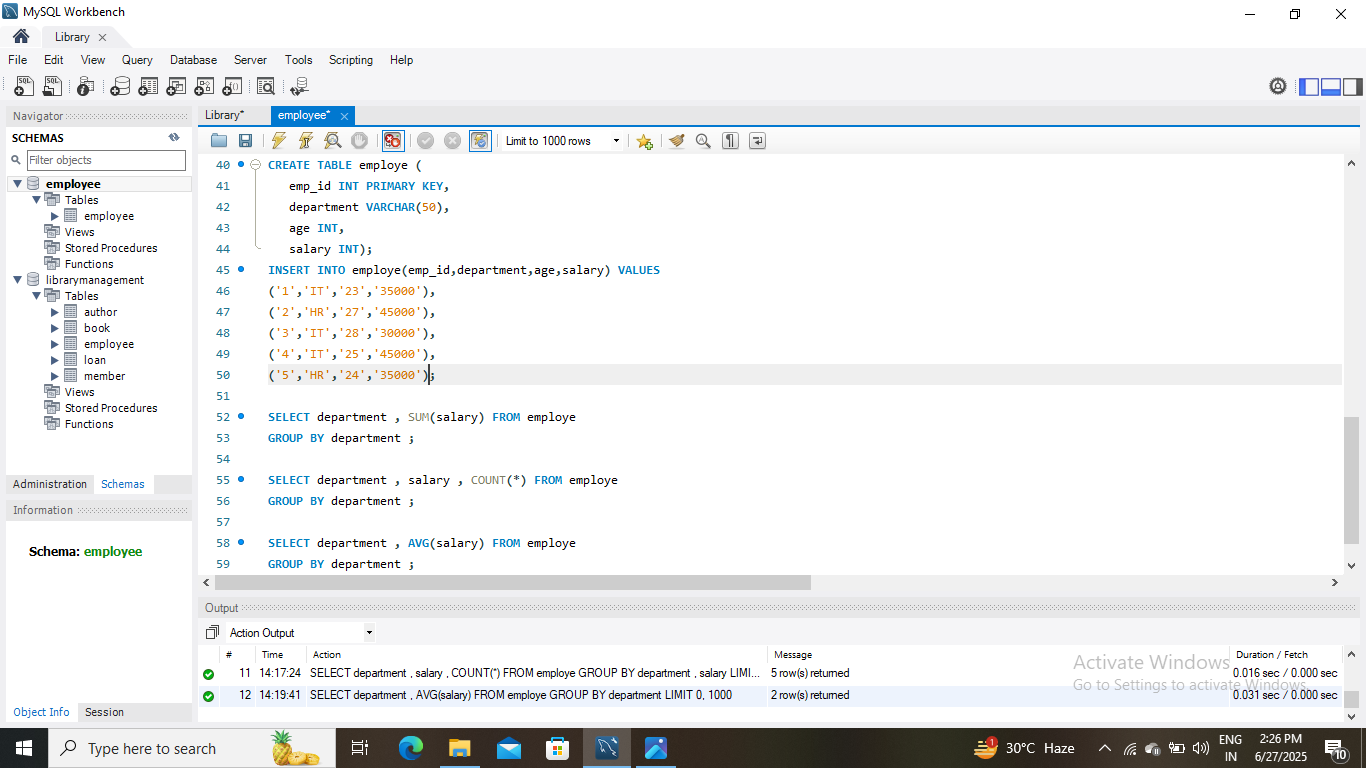 MySQL Workbench
Library
File Edit View Query Database Server Tools Scripting Help
Navigator
SCHEMAS
Filter objects
employee
Tables
employee
Views
Stored Procedures
Functions
librarymanagement
Tables
author
book
employee
loan
member
Views
Stored Procedures
Functions
Administration Schemas
Information
Schema: employee
Object Info Session
Library* employee*
Limit to 1000 rows
40 CREATE TABLE employe (
41 emp_id INT PRIMARY KEY,
42 department VARCHAR(50),
43 age INT,
44 salary INT);
45 INSERT INTO employe(emp_id,department,age,salary) VALUES
46 ('1','IT','23','35000'),
47 ('2','HR','27','45000'),
48 ('3','IT','28','30000'),
49 ('4','IT','25','45000'),
50 ('5','HR','24','35000');
51
52 SELECT department , SUM(salary) FROM employe
53 GROUP BY department ;
54
55 SELECT department , salary , COUNT(*) FROM employe
56 GROUP BY department ;
57
58 SELECT department , AVG(salary) FROM employe
59 GROUP BY department ;
Output
Action Output
# Time Action Message Duration / Fetch
11 14:17:24 SELECT department , salary , COUNT(*) FROM employe GROUP BY department , salary LIMI... 5 row(s) returned 0.016 sec / 0.000 sec
12 14:19:41 SELECT department , AVG(salary) FROM employe GROUP BY department LIMIT 0, 1000 2 row(s) returned 0.031 sec / 0.000 sec
Activate Windows
Go to Settings to activate Windows.
Type here to search
1
30°C Haze
ENG
IN
2:26 PM
6/27/2025
10